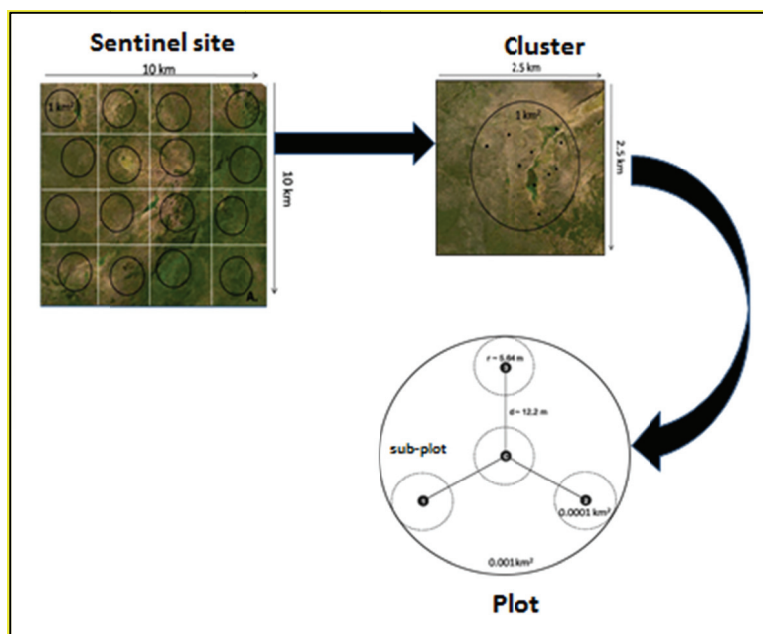 Sentinel site
10 km
1 km²
10 km
A.
Cluster
2.5 km
1 km²
2.5 km
r ~ 5.64 m
d~ 12.2 m
sub-plot
C
0.0001 km²
0.001km²
Plot